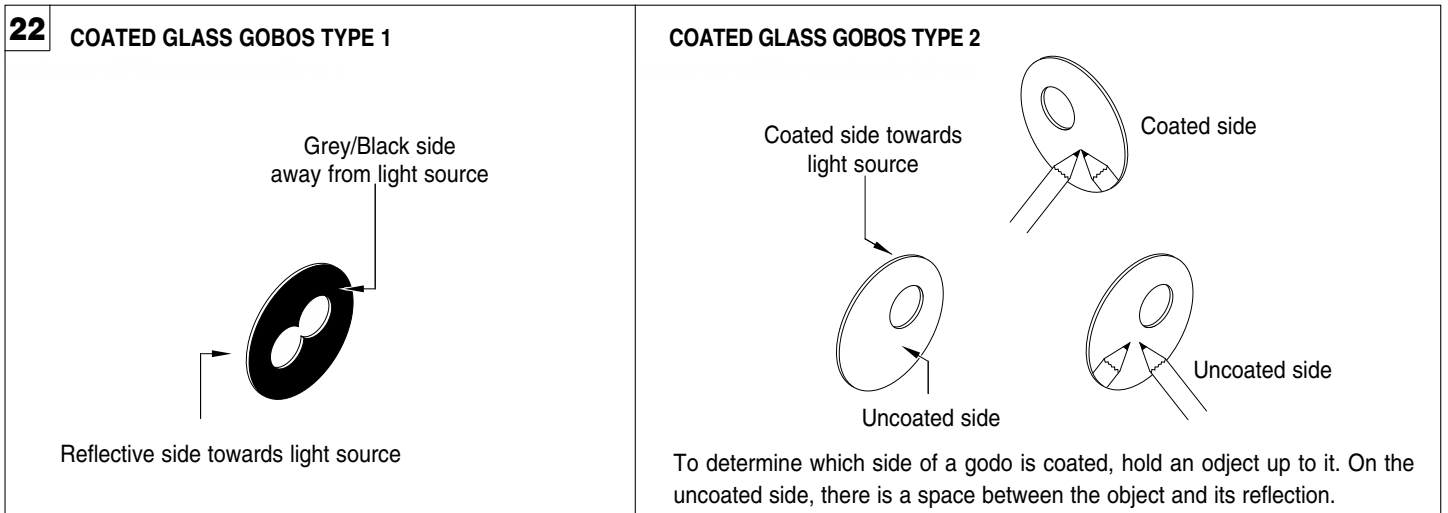 22
COATED GLASS GOBOS TYPE 1
Grey/Black side
away from light source
Reflective side towards light source
COATED GLASS GOBOS TYPE 2
Coated side
Coated side towards
light source
Uncoated side
Uncoated side
To determine which side of a godo is coated, hold an odject up to it. On the
uncoated side, there is a space between the object and its reflection.